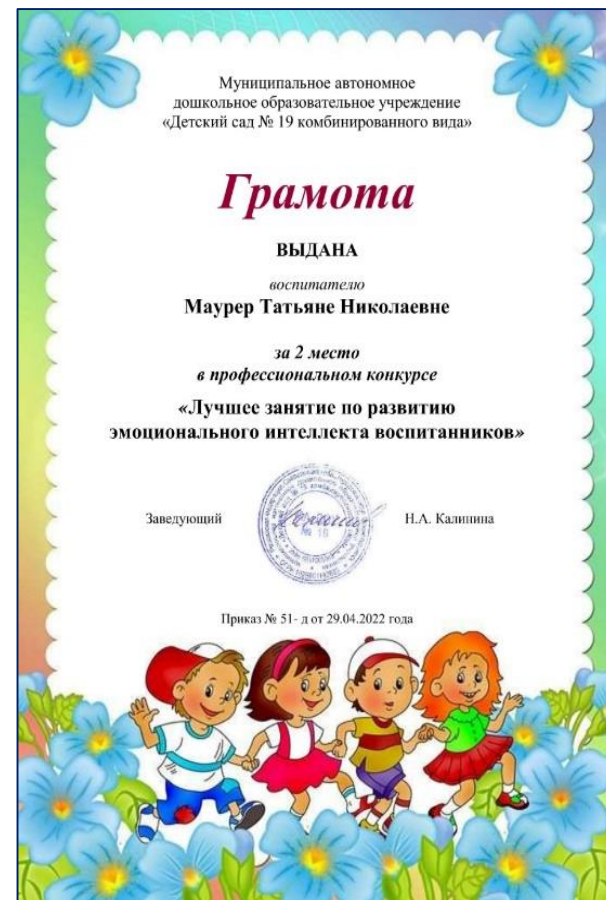 Муниципальное автономное
дошкольное образовательное учреждение
«Детский сад № 19 комбинированного вида»
Грамота
ВЫДАНА
воспитателю
Маурер Татьяне Николаевне
за 2 место
в профессиональном конкурсе
«Лучшее занятие по развитию
эмоционального интеллекта воспитанников»
Заведующий
Н.А. Калинина
Приказ № 51- д от 29.04.2022 года